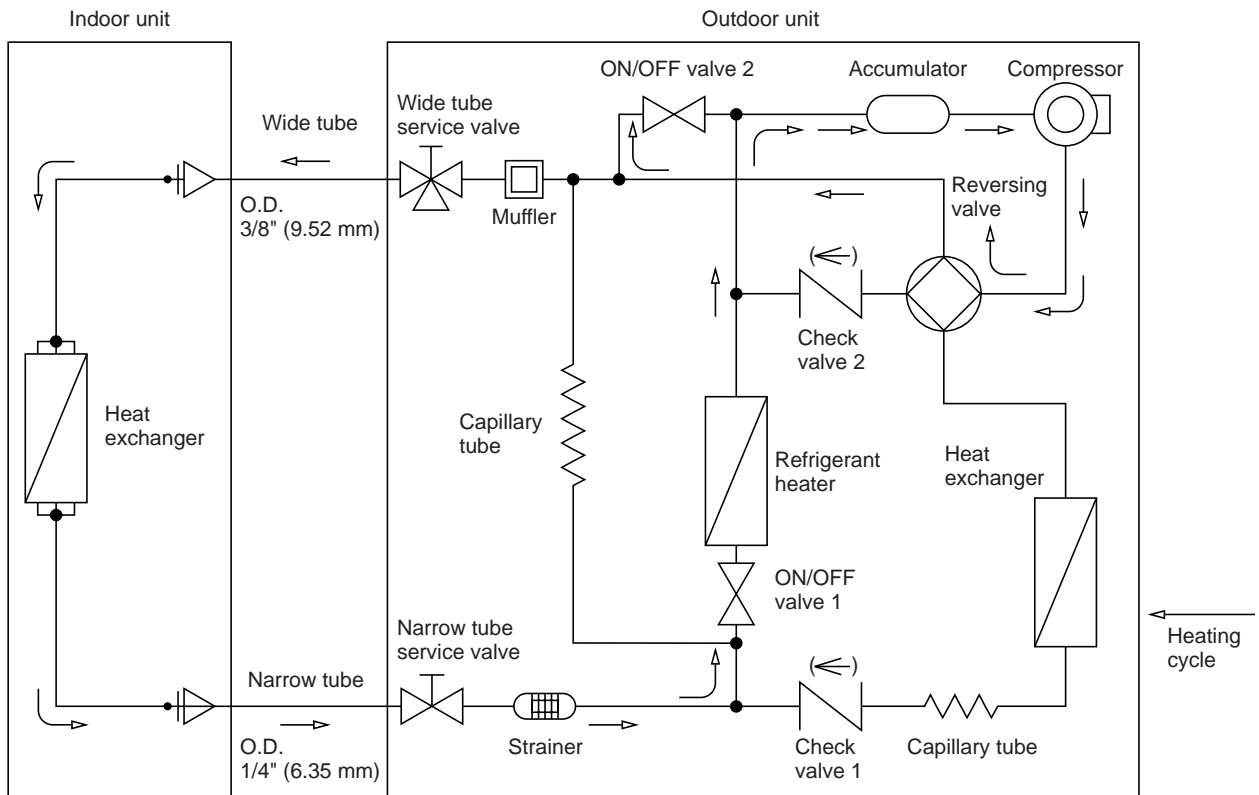 Indoor unit
Outdoor unit
ON/OFF valve 2
Accumulator
Compressor
Wide tube
Wide tube
service valve
O.D.
3/8" (9.52 mm)
Muffler
Reversing
valve
Check
valve 2
Heat
exchanger
Capillary
tube
Refrigerant
heater
Heat
exchanger
ON/OFF
valve 1
Narrow tube
Narrow tube
service valve
Heating
cycle
O.D.
1/4" (6.35 mm)
Strainer
Check
valve 1
Capillary tube